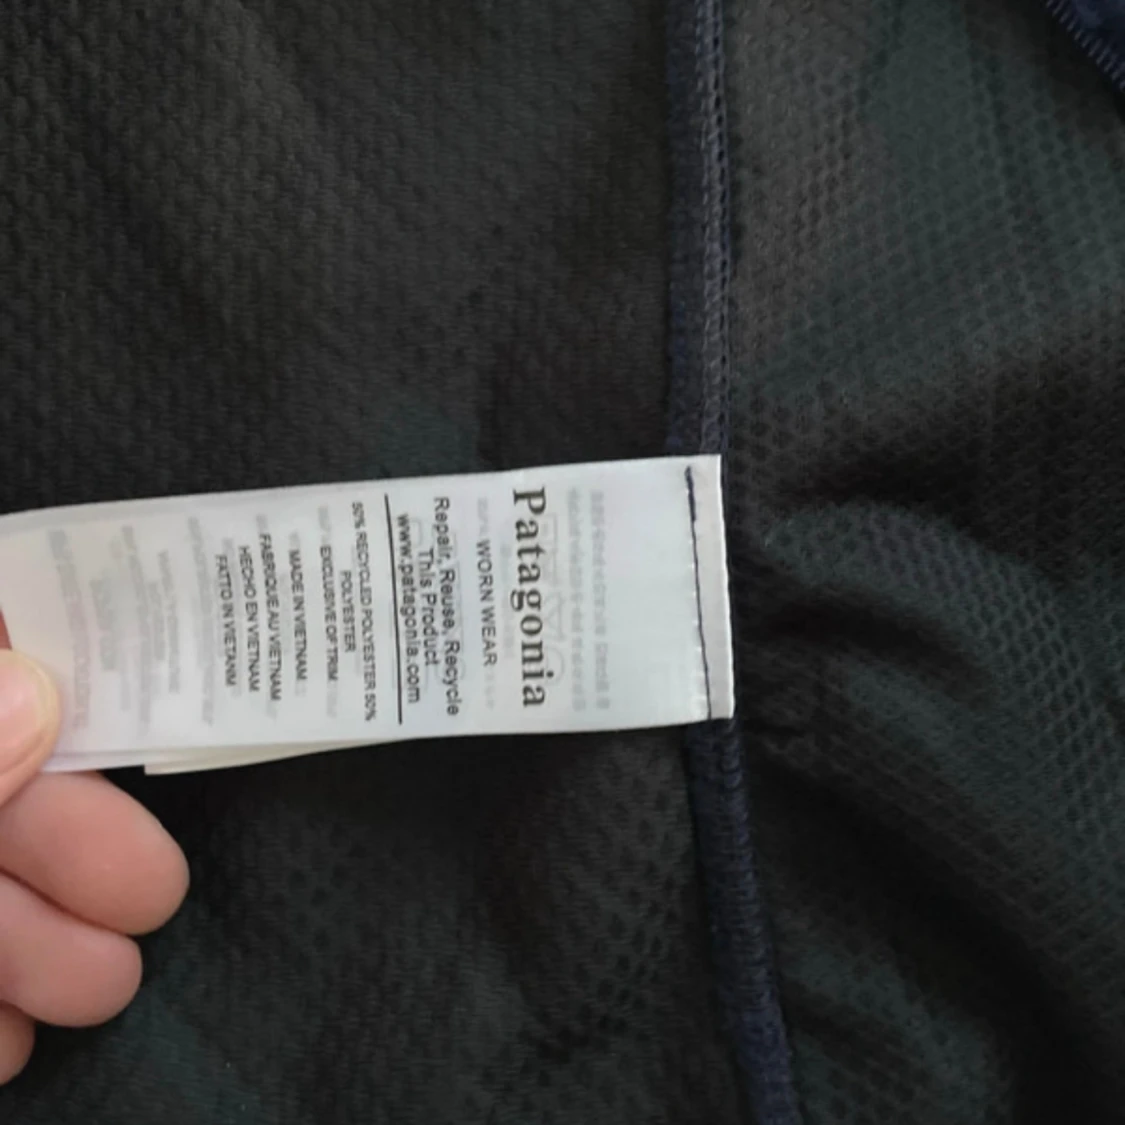 Patagonia
WORN WEAR
Repair, Reuse, Recycle
This Product
www.patagonia.com
50% RECYCLED POLYESTER 50%
POLYESTER
EXCLUSIVE OF TRIM
MADE IN VIETNAM
FABRIQUE AU VIETNAM
HECHO EN VIETNAM
FATTO IN VIETANIM